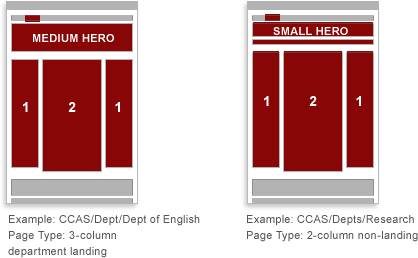 MEDIUM HERO
1
2
1
Example: CCAS/Dept/Dept of English
Page Type: 3-column
department landing
SMALL HERO
1
2
1
Example: CCAS/Depts/Research
Page Type: 2-column non-landing